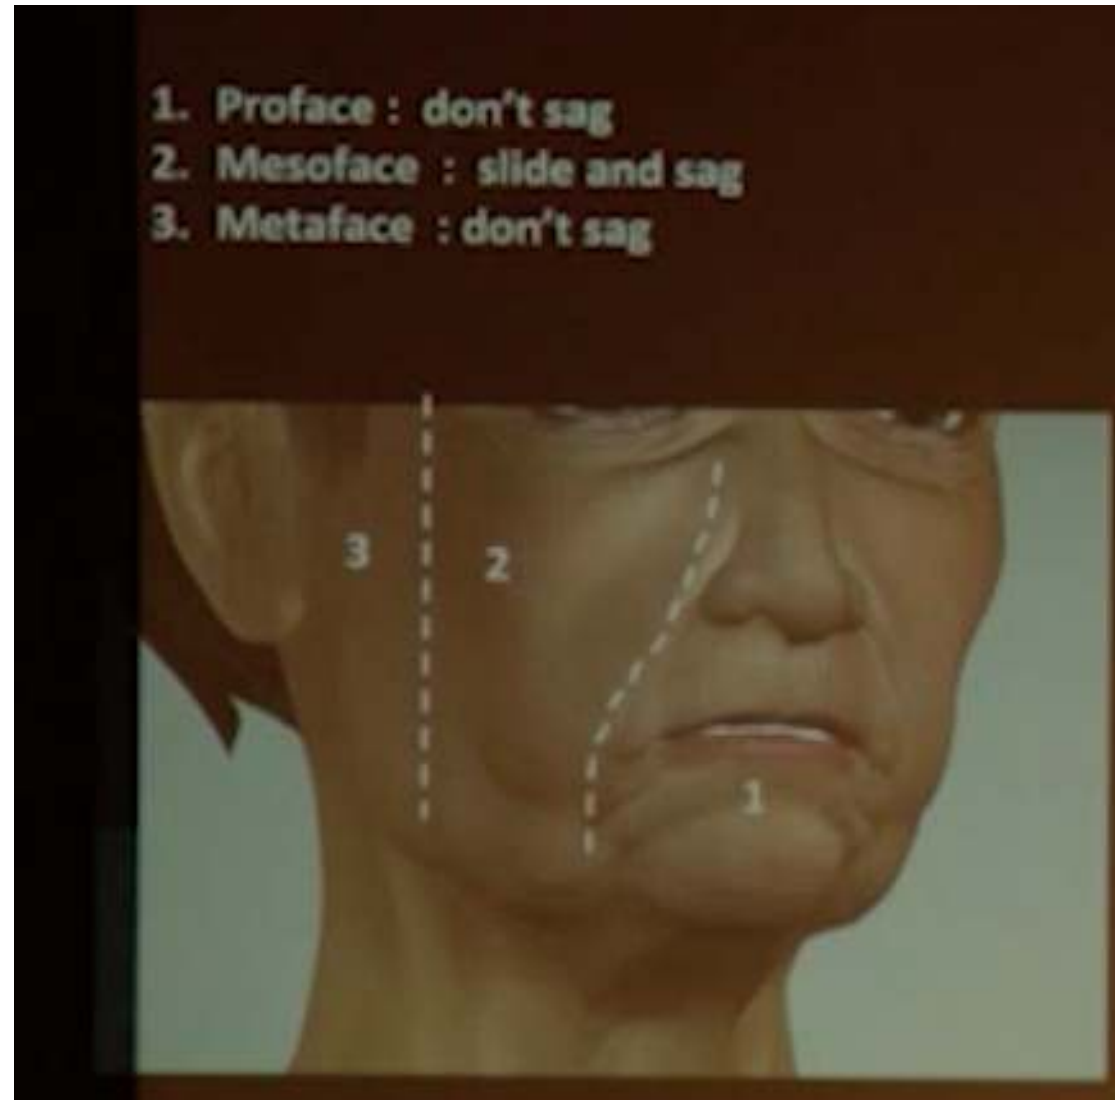 1. Proface : don't sag
2. Mesoface : slide and sag
3. Metaface : don't sag
3
2
1